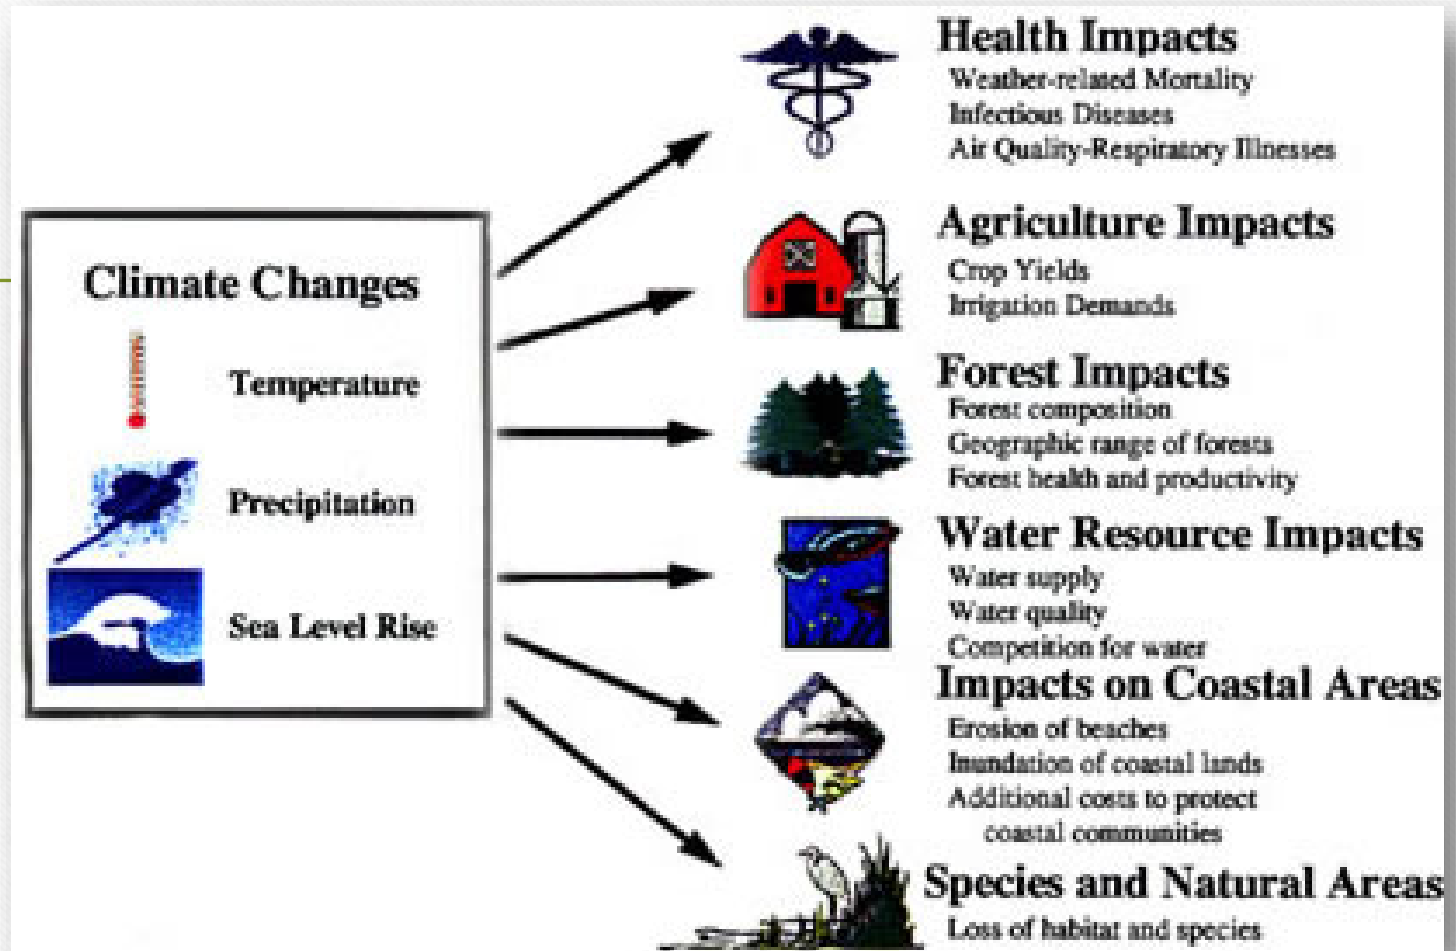 Climate Changes
Temperature
Precipitation
Sea Level Rise
Health Impacts
Weather-related Mortality
Infectious Diseases
Air Quality-Respiratory Illnesses
Agriculture Impacts
Crop Yields
Irrigation Demands
Forest Impacts
Forest composition
Geographic range of forests
Forest health and productivity
Water Resource Impacts
Water supply
Water quality
Competition for water
Impacts on Coastal Areas
Erosion of beaches
Inundation of coastal lands
Additional costs to protect
coastal communities
Species and Natural Areas
Loss of habitat and species